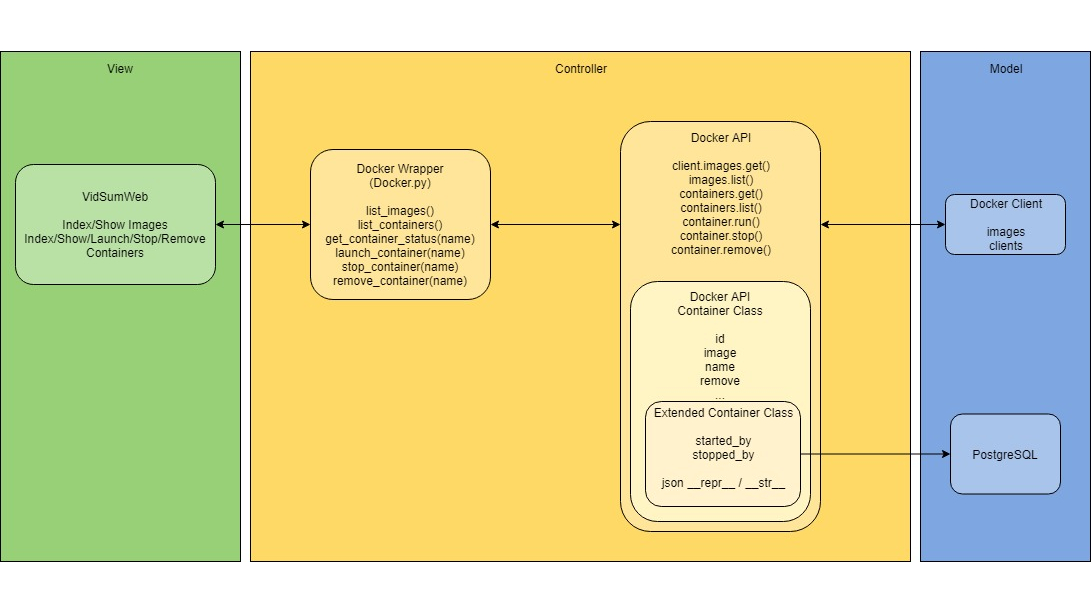 View
VidSumWeb
Index/Show Images
Index/Show/Launch/Stop/Remove
Containers
Controller
Docker Wrapper
(Docker.py)
list_images()
list_containers()
get_container_status(name)
launch_container(name)
stop_container(name)
remove_container(name)
Docker API
client.images.get()
images.list()
containers.get()
containers.list()
container.run()
container.stop()
container.remove()
Docker API
Container Class
id
image
name
remove
...
Extended Container Class
started_by
stopped_by
json __repr__ / __str__
Model
Docker Client
images
clients
PostgreSQL